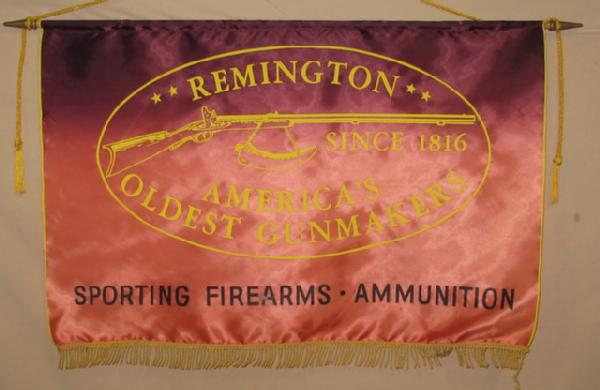 REMINGTON
SINCE 1816
AMERICA'S
OLDEST GUNMAKERS
SPORTING FIREARMS · AMMUNITION